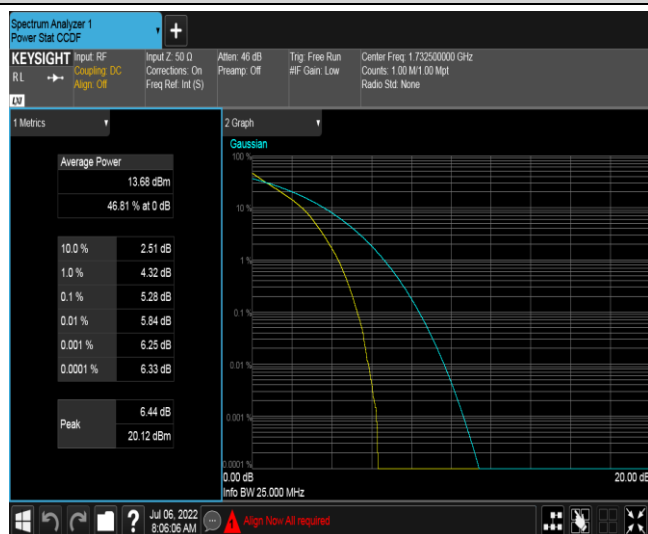 Spectrum Analyzer 1
Power Stat CCDF
+
KEYSIGHT
RL
LXI
Input: RF
Coupling: DC
Align: Off
Input Z: 50 Ω
Corrections: On
Freq Ref: Int (S)
Atten: 46 dB
Preamp: Off
Trig: Free Run
#IF Gain: Low
Center Freq: 1.732500000 GHz
Counts: 1.00 M/1.00 Mpt
Radio Std: None
1 Metrics
Average Power
13.68 dBm
46.81 % at 0 dB
10.0 % 2.51 dB
1.0 % 4.32 dB
0.1 % 5.28 dB
0.01 % 5.84 dB
0.001 % 6.25 dB
0.0001 % 6.33 dB
Peak
6.44 dB
20.12 dBm
2 Graph
Gaussian
100 %
10 %
1 %
0.1 %
0.01 %
0.001 %
0.0001 %
0.00 dB
20.00 dB
Info BW 25.000 MHz
?
Jul 06, 2022
8:06:06 AM
Align Now All required